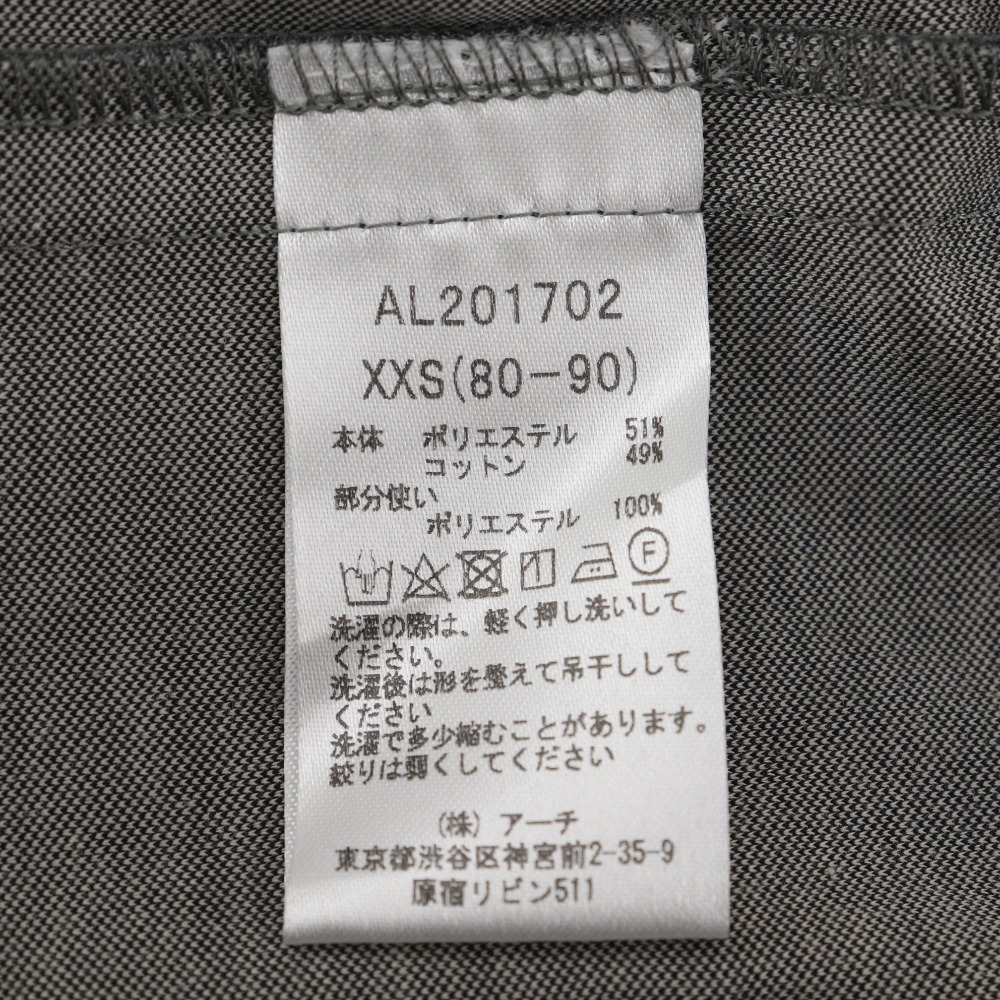 AL201702
XXS(80-90)
本体 ポリエステル 51%
コットン 49%
部分使い
ポリエステル 100%
F
洗濯の際は、軽く押し洗いして
ください。
洗濯後は形を整えて吊干しして
ください
洗濯で多少縮むことがあります。
絞りは弱くしてください
(株) アーチ
東京都渋谷区神宮前2-35-9
原宿リビン511